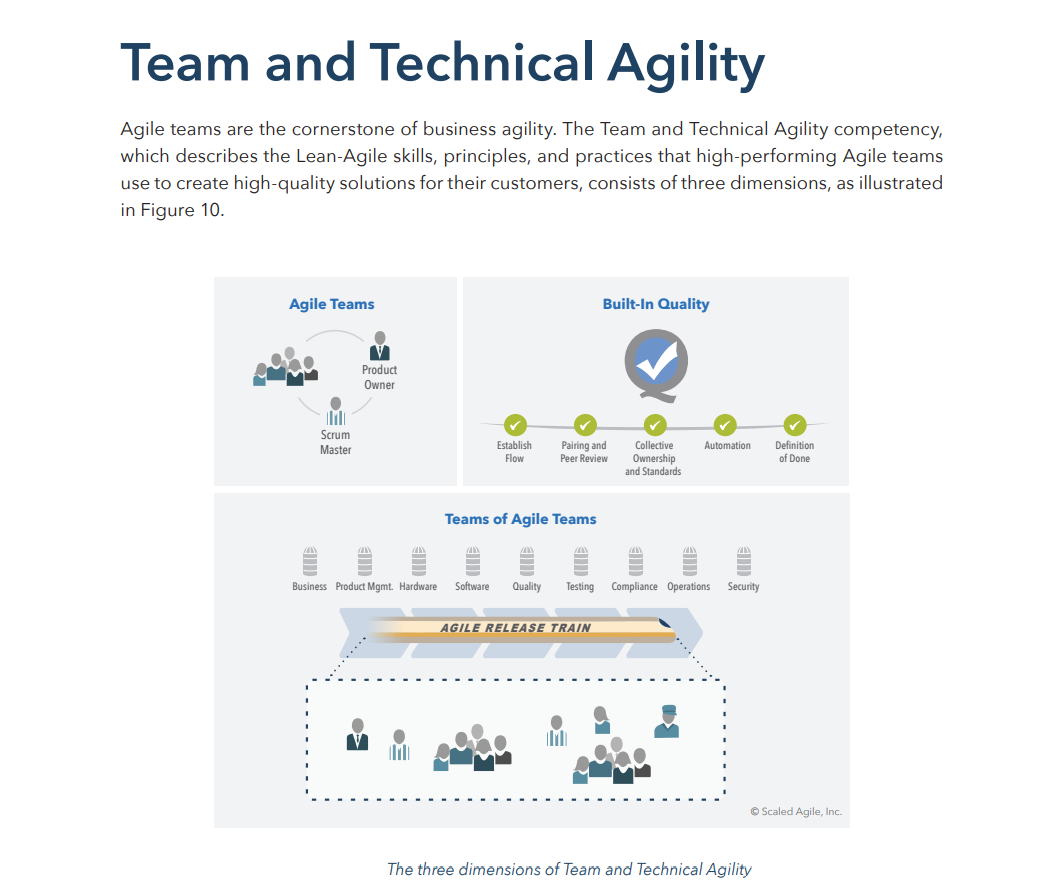 Team and Technical Agility
Agile teams are the cornerstone of business agility. The Team and Technical Agility competency,
which describes the Lean-Agile skills, principles, and practices that high-performing Agile teams
use to create high-quality solutions for their customers, consists of three dimensions, as illustrated
in Figure 10.
Agile Teams
Product
Owner
Scrum
Master
Built-In Quality
Establish
Flow
Pairing and
Peer Review
Collective
Ownership
and Standards
Automation
Definition
of Done
Teams of Agile Teams
Business Product Mgmt. Hardware Software Quality Testing Compliance Operations Security
AGILE RELEASE TRAIN
© Scaled Agile, Inc.
The three dimensions of Team and Technical Agility